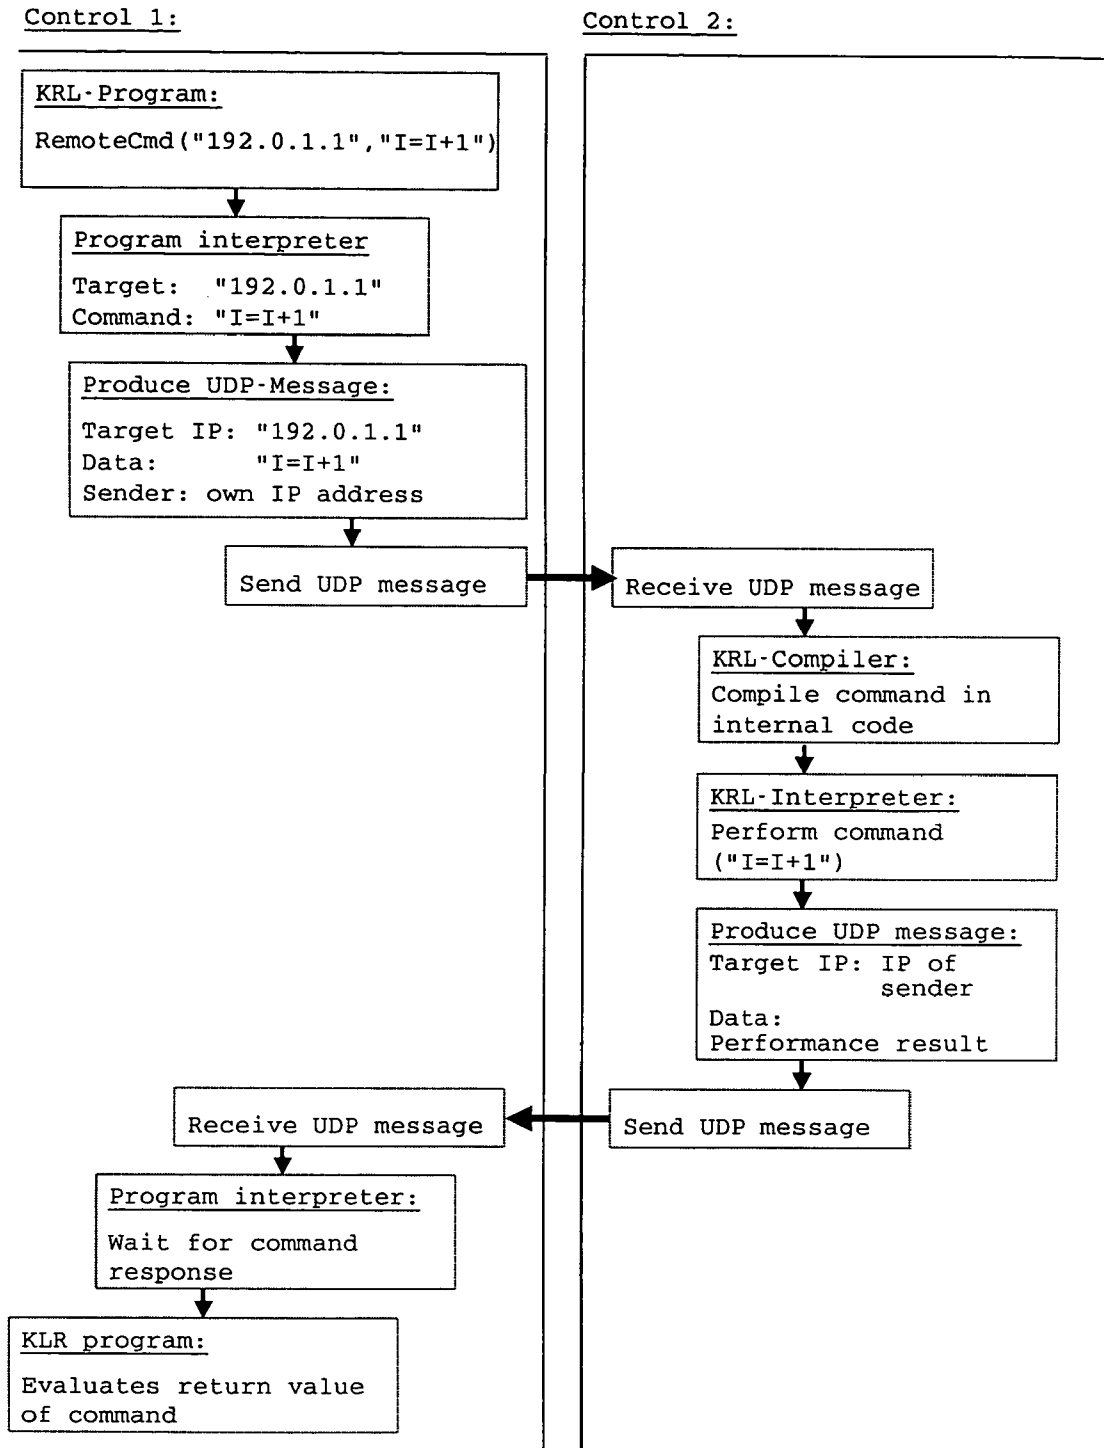 Control 1:
Control 2:
KRL-Program:
RemoteCmd("192.0.1.1","I=I+1")
Program interpreter
Target: "192.0.1.1"
Command: "I=I+1"
Produce UDP-Message:
Target IP: "192.0.1.1"
Data: "I=I+1"
Sender: own IP address
Send UDP message
Receive UDP message
KRL-Compiler:
Compile command in
internal code
KRL-Interpreter:
Perform command
("I=I+1")
Produce UDP message:
Target IP: IP of
sender
Data:
Performance result
Send UDP message
Receive UDP message
Program interpreter:
Wait for command
response
KLR program:
Evaluates return value
of command